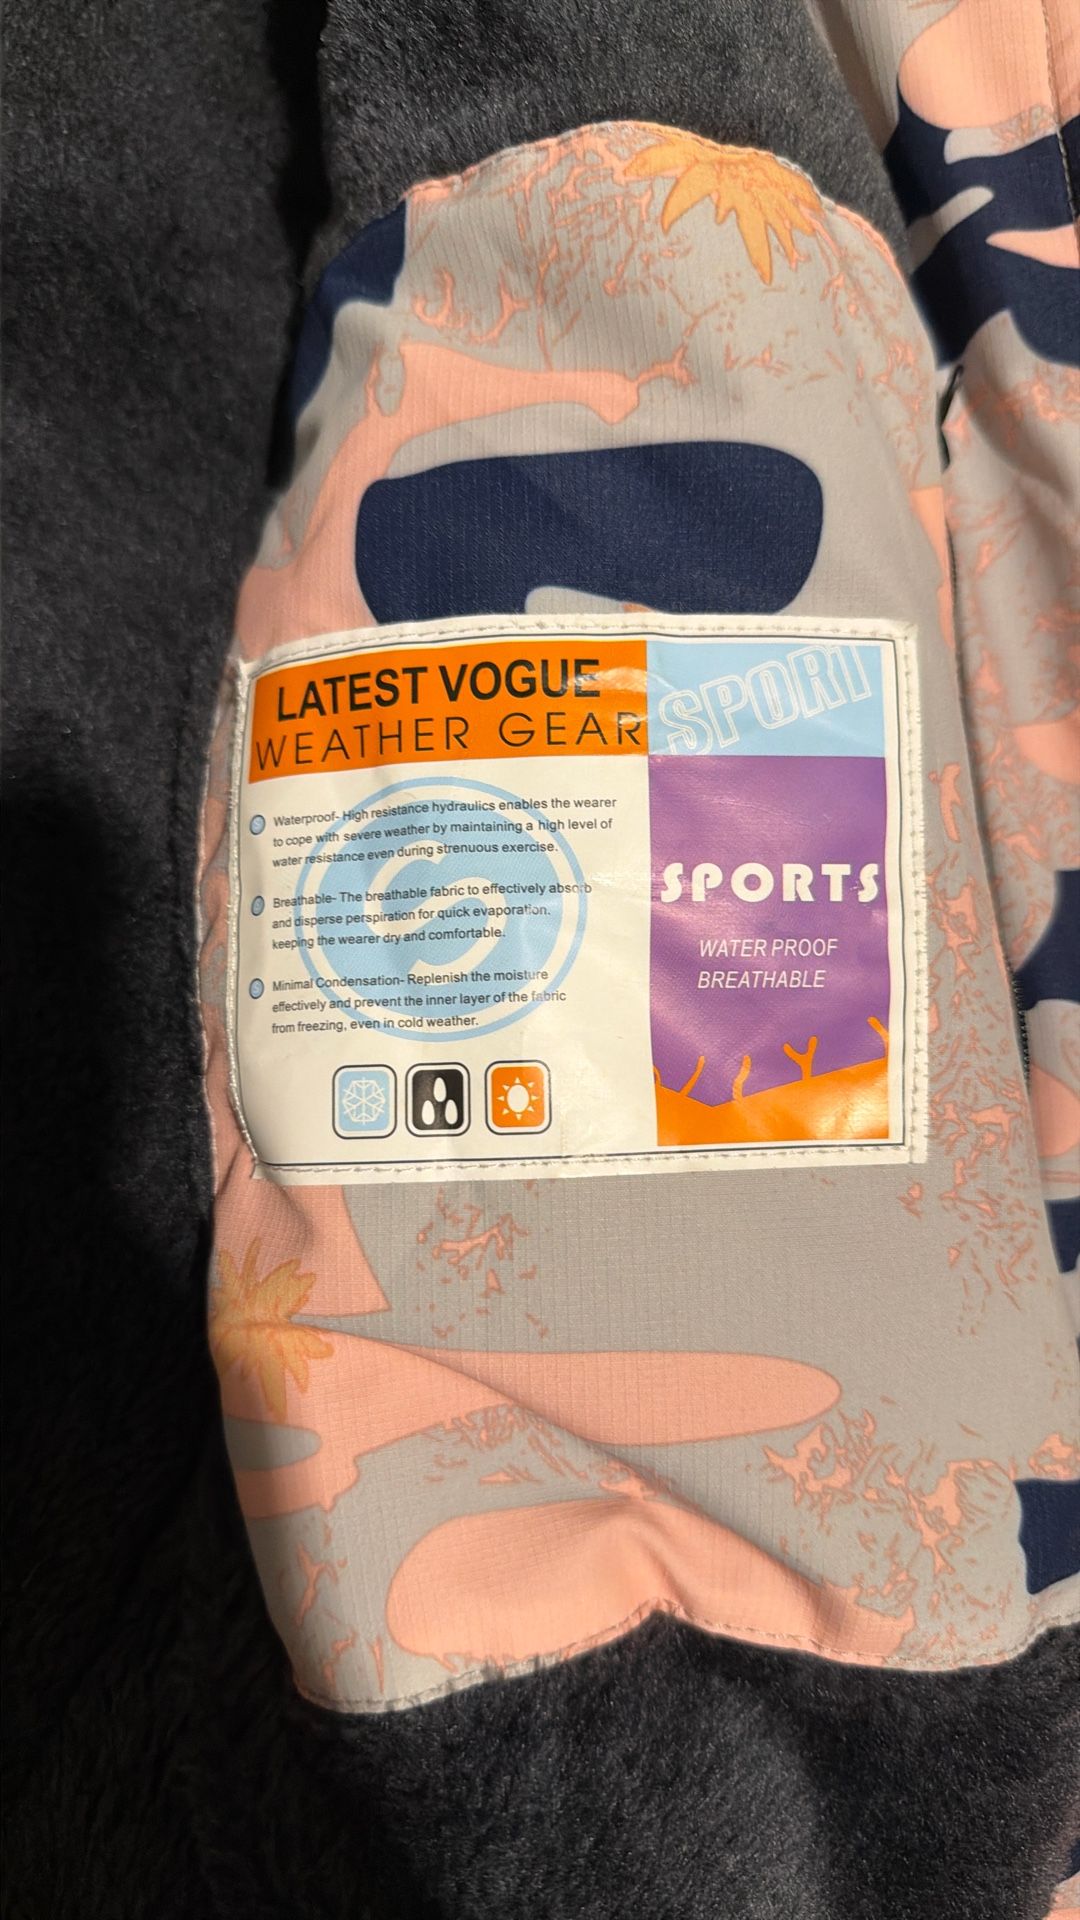 LATEST VOGUE
WEATHER GEAR
SPORT
Waterproof- High resistance hydraulics enables the wearer
to cope with severe weather by maintaining a high level of
water resistance even during strenuous exercise.
Breathable- The breathable fabric to effectively absorb
and disperse perspiration for quick evaporation.
keeping the wearer dry and comfortable.
Minimal Condensation- Replenish the moisture
effectively and prevent the inner layer of the fabric
from freezing, even in cold weather.
SPORTS
WATER PROOF
BREATHABLE